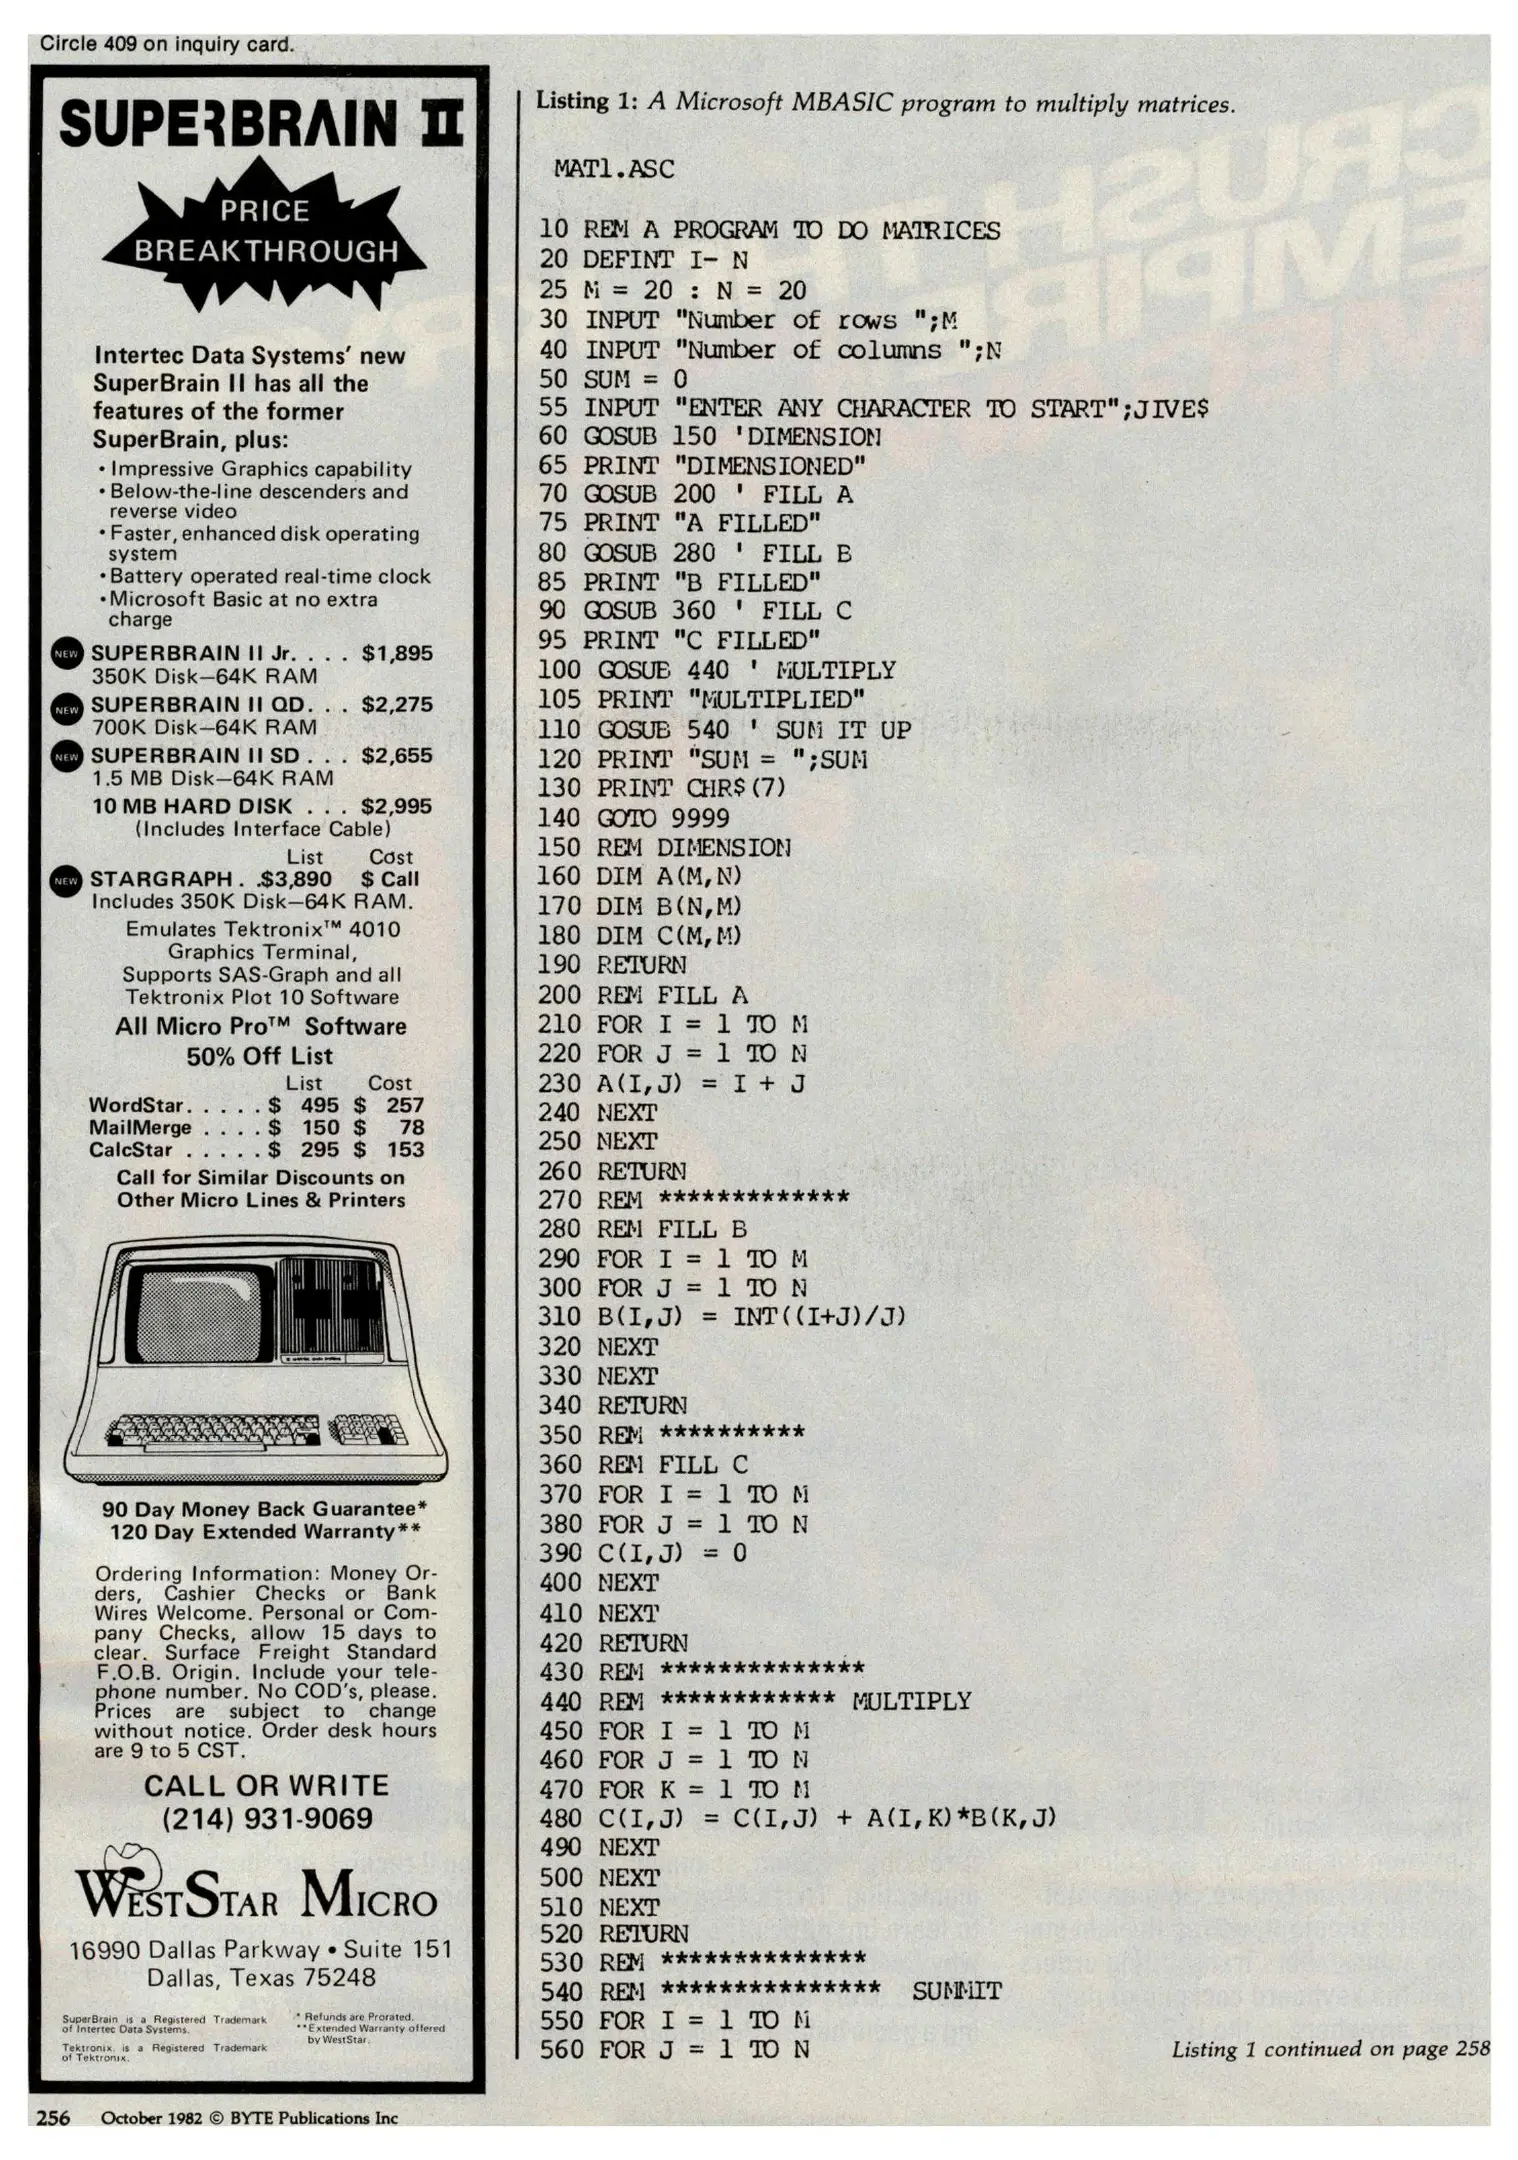 Circle 409 on inquiry card.
SUPERBRAIN II
PRICE
BREAKTHROUGH
Intertec Data Systems' new
SuperBrain II has all the
features of the former
SuperBrain, plus:
• Impressive Graphics capability
• Below-the-line descenders and
reverse video
• Faster, enhanced disk operating
system
• Battery operated real-time clock
• Microsoft Basic at no extra
charge
NEW SUPERBRAIN II Jr. . . . $1,895
350K Disk—64K RAM
NEW SUPERBRAIN II QD. . . $2,275
700K Disk—64K RAM
NEW SUPERBRAIN II SD . . . $2,655
1.5 MB Disk—64K RAM
10 MB HARD DISK . . . $2,995
(Includes Interface Cable)
List Cost
NEW STARGRAPH . .$3,890 $ Call
Includes 350K Disk—64K RAM.
Emulates Tektronix™ 4010
Graphics Terminal,
Supports SAS-Graph and all
Tektronix Plot 10 Software
All Micro Pro™ Software
50% Off List
List Cost
WordStar. . . . . $ 495 $ 257
MailMerge . . . . $ 150 $ 78
CalcStar . . . . . $ 295 $ 153
Call for Similar Discounts on
Other Micro Lines & Printers
90 Day Money Back Guarantee*
120 Day Extended Warranty**
Ordering Information: Money Or-
ders, Cashier Checks or Bank
Wires Welcome. Personal or Com-
pany Checks, allow 15 days to
clear. Surface Freight Standard
F.O.B. Origin. Include your tele-
phone number. No COD's, please.
Prices are subject to change
without notice. Order desk hours
are 9 to 5 CST.
CALL OR WRITE
(214) 931-9069
WESTSTAR MICRO
16990 Dallas Parkway • Suite 151
Dallas, Texas 75248
SuperBrain is a Registered Trademark
of Intertec Data Systems.
Tektronix, is a Registered Trademark
of Tektronix.
* Refunds are Prorated.
**Extended Warranty offered
by WestStar.
Listing 1: A Microsoft MBASIC program to multiply matrices.
MAT1.ASC
10 REM A PROGRAM TO DO MATRICES
20 DEFINT I- N
25 M = 20 : N = 20
30 INPUT "Number of rows ";M
40 INPUT "Number of columns ";N
50 SUM = 0
55 INPUT "ENTER ANY CHARACTER TO START";JIVE$
60 GOSUB 150 'DIMENSION
65 PRINT "DIMENSIONED"
70 GOSUB 200 ' FILL A
75 PRINT "A FILLED"
80 GOSUB 280 ' FILL B
85 PRINT "B FILLED"
90 GOSUB 360 ' FILL C
95 PRINT "C FILLED"
100 GOSUB 440 ' MULTIPLY
105 PRINT "MULTIPLIED"
110 GOSUB 540 ' SUM IT UP
120 PRINT "SUM = ";SUM
130 PRINT CHR$(7)
140 GOTO 9999
150 REM DIMENSION
160 DIM A(M,N)
170 DIM B(N,M)
180 DIM C(M,M)
190 RETURN
200 REM FILL A
210 FOR I = 1 TO M
220 FOR J = 1 TO N
230 A(I,J) = I + J
240 NEXT
250 NEXT
260 RETURN
270 REM *************
280 REM FILL B
290 FOR I = 1 TO M
300 FOR J = 1 TO N
310 B(I,J) = INT((I+J)/J)
320 NEXT
330 NEXT
340 RETURN
350 REM **********
360 REM FILL C
370 FOR I = 1 TO M
380 FOR J = 1 TO N
390 C(I,J) = 0
400 NEXT
410 NEXT
420 RETURN
430 REM **************
440 REM ************ MULTIPLY
450 FOR I = 1 TO M
460 FOR J = 1 TO N
470 FOR K = 1 TO M
480 C(I,J) = C(I,J) + A(I,K)*B(K,J)
490 NEXT
500 NEXT
510 NEXT
520 RETURN
530 REM **************
540 REM *************** SUMMIT
550 FOR I = 1 TO M
560 FOR J = 1 TO N
Listing 1 continued on page 258
256 October 1982 © BYTE Publications Inc